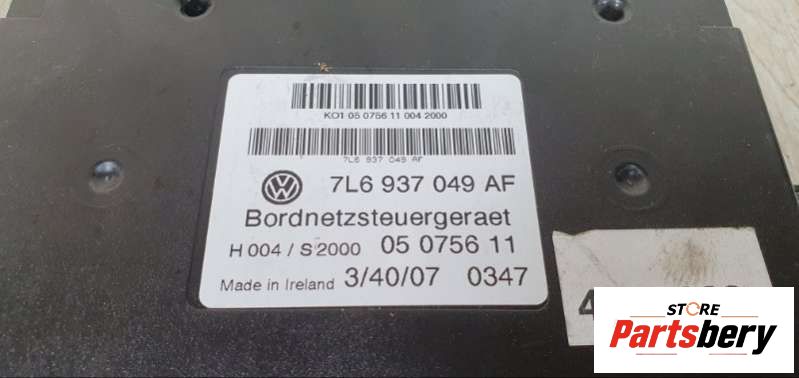 KO1 05 0756 11 004 2000
7L6 937 049 AF
7L6 937 049 AF
Bordnetzsteuergeraet
H 004 / S 2000 05 0756 11
Made in Ireland 3/40/07 0347
STORE
Partsbery